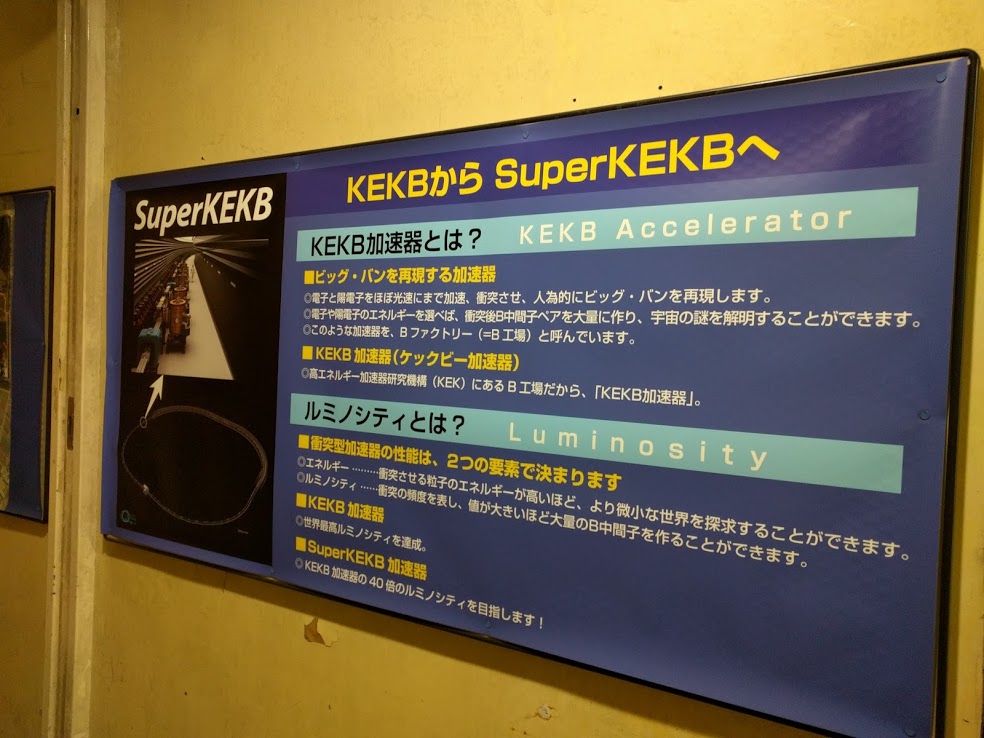 SuperKEKB
KEKBから SuperKEKBへ
KEKB加速器とは？ KEKB Accelerator
■ビッグ・バンを再現する加速器
◎電子と陽電子をほぼ光速にまで加速、衝突させ、人為的にビッグ・バンを再現します。
◎電子や陽電子のエネルギーを選べば、衝突後B中間子ペアを大量に作り、宇宙の謎を解明することができます。
◎このような加速器を、Bファクトリー（=B工場）と呼んでいます。
■KEKB加速器（ケックビー加速器）
◎高エネルギー加速器研究機構（KEK）にあるB工場だから、「KEKB加速器」。
ルミノシティとは？ Luminosity
■衝突型加速器の性能は、2つの要素で決まります
◎エネルギー………衝突させる粒子のエネルギーが高いほど、より微小な世界を探求することができます。
◎ルミノシティ……衝突の頻度を表し、値が大きいほど大量のB中間子を作ることができます。
■KEKB加速器
◎世界最高ルミノシティを達成。
■SuperKEKB加速器
◎KEKB加速器の40倍のルミノシティを目指します！